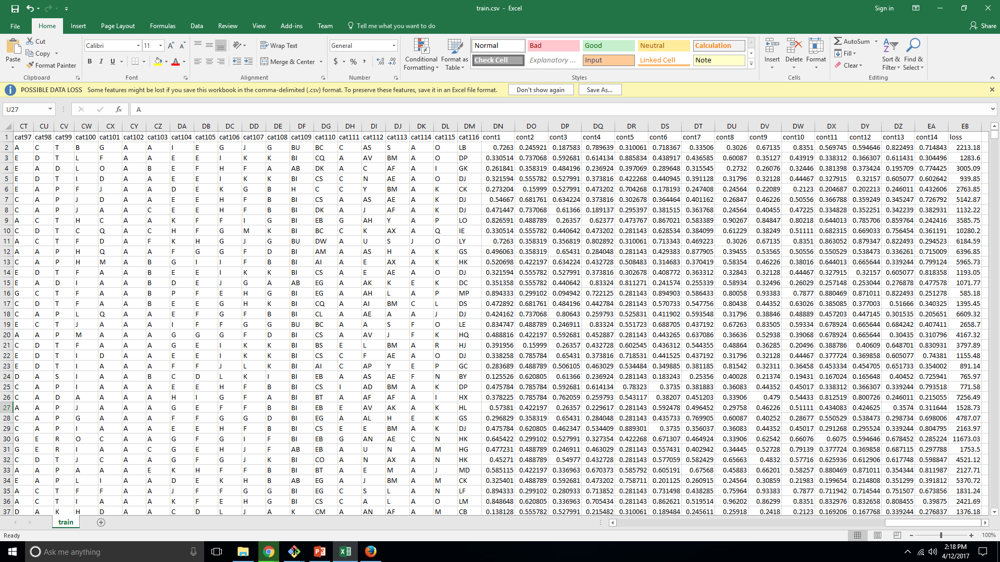 train.csv - Excel
Sign in
File Home Insert Page Layout Formulas Data Review View Add-ins Team Tell me what you want to do Share
Cut
Copy
Format Painter
Paste
Clipboard
Calibri 11
B I U
Font
Wrap Text
Merge & Center
Alignment
General
$ % ,
Number
Conditional Formatting
Format as Table
Normal Bad Good Neutral Calculation
Check Cell Explanatory ... Input Linked Cell Note
Styles
Insert Delete Format
Cells
AutoSum
Fill
Clear
Sort & Filter
Find & Select
Editing
POSSIBLE DATA LOSS Some features might be lost if you save this workbook in the comma-delimited (.csv) format. To preserve these features, save it in an Excel file format. Don't show again Save As...
U27 fx A
CT CU CV CW CX CY CZ DA DB DC DD DE DF DG DH DI DJ DK DL DM DN DO DP DQ DR DS DT DU DV DW DX DY DZ EA EB
1 cat97 cat98 cat99 cat100 cat101 cat102 cat103 cat104 cat105 cat106 cat107 cat108 cat109 cat110 cat111 cat112 cat113 cat114 cat115 cat116 cont1 cont2 cont3 cont4 cont5 cont6 cont7 cont8 cont9 cont10 cont11 cont12 cont13 cont14 loss
2 A C T B G A A I E G J G BU BC C AS S A O LB 0.7263 0.245921 0.187583 0.789639 0.310061 0.718367 0.33506 0.3026 0.67135 0.8351 0.569745 0.594646 0.822493 0.714843 2213.18
3 E D T L F A A E E I K K BI CQ A AV BM A O DP 0.330514 0.737068 0.592681 0.614134 0.885834 0.438917 0.436585 0.60087 0.35127 0.43919 0.338312 0.366307 0.611431 0.304496 1283.6
4 E A D L O A B E F H F A AB DK A C AF A I GK 0.261841 0.358319 0.484196 0.236924 0.397069 0.289648 0.315545 0.2732 0.26076 0.32446 0.381398 0.373424 0.195709 0.774425 3005.09
5 E D T I D A A E E I K K BI CS C N AE A O DJ 0.321594 0.555782 0.527991 0.373816 0.422268 0.440945 0.391128 0.31796 0.32128 0.44467 0.327915 0.32157 0.605077 0.602642 939.85
6 E A P F J A A D E K G B H C C Y BM A K CK 0.273204 0.15999 0.527991 0.473202 0.704268 0.178193 0.247408 0.24564 0.22089 0.2123 0.204687 0.202213 0.246011 0.432606 2763.85
7 C A P J D A A E E H F B BI CS A AS AE A K DJ 0.54667 0.681761 0.634224 0.373816 0.302678 0.364464 0.401162 0.26847 0.46226 0.50556 0.366788 0.359249 0.345247 0.726792 5142.87
8 C A P J A A C E E H F B BI DK A J AF A K DJ 0.471447 0.737068 0.61366 0.189137 0.295397 0.381515 0.363768 0.24564 0.40455 0.47225 0.334828 0.352251 0.342239 0.382931 1132.22
9 A C T H C A A K F F I G BI EB G AH Y A P LO 0.826591 0.488789 0.26357 0.62377 0.473767 0.867021 0.583389 0.90267 0.84847 0.80218 0.644013 0.785706 0.859764 0.242416 3585.75
10 C D T C Q A C H F G M K BI BC C K AX A Q IE 0.330514 0.555782 0.440642 0.473202 0.281143 0.628534 0.384099 0.61229 0.38249 0.51111 0.682315 0.669033 0.756454 0.361191 10280.2
11 A C T F D A F K H G J G BU DW A U S J O LY 0.7263 0.358319 0.356819 0.802892 0.310061 0.713343 0.469223 0.3026 0.67135 0.8351 0.863052 0.879347 0.822493 0.294523 6184.59
12 A A P H Q A A F G G F D BI AM A AS H A K GS 0.496063 0.358319 0.65431 0.284048 0.281143 0.429383 0.877905 0.39455 0.53565 0.50556 0.550529 0.538473 0.336261 0.715009 6396.85
13 C A P H M A B G I I F B BI AI A E AX A K HK 0.520698 0.422197 0.634224 0.432728 0.508483 0.314683 0.370419 0.58354 0.46226 0.38016 0.644013 0.665644 0.339244 0.799124 5965.73
14 E D T F A A B E E I K K BI CS A E AE A O DJ 0.321594 0.555782 0.527991 0.373816 0.302678 0.408772 0.363312 0.32843 0.32128 0.44467 0.327915 0.32157 0.605077 0.818358 1193.05
15 E A D I A A B D E J G A AB EG A AK K E K DC 0.351358 0.555782 0.440642 0.83324 0.811271 0.241574 0.255339 0.58934 0.32496 0.26029 0.257148 0.253044 0.276878 0.477578 1071.77
16 G C T F A A B P F E H G BI EG A AH L A P MP 0.894333 0.299102 0.094942 0.722125 0.281143 0.894903 0.586433 0.80058 0.93383 0.7877 0.880469 0.871011 0.822493 0.251278 585.18
17 C D T F A A B E E G H K BI CQ A AI BM C L DS 0.472892 0.681761 0.484196 0.442784 0.281143 0.570733 0.547756 0.80438 0.44352 0.63026 0.385085 0.377003 0.51666 0.340325 1395.45
18 C A P L Q A A E F G F B BI CL A AE A A J DJ 0.424162 0.737068 0.80643 0.259793 0.525831 0.411902 0.593548 0.31796 0.38846 0.48889 0.457203 0.447145 0.301535 0.205651 6609.32
19 E C T J A A A I F F G G BU BC A A S F O LE 0.834747 0.488789 0.246911 0.83324 0.551723 0.688705 0.437192 0.67263 0.83505 0.59334 0.678924 0.665644 0.684242 0.407411 2658.7
20 A A P M A A A G G G F D BI CS A AV J F K HQ 0.488816 0.422197 0.592681 0.452887 0.281143 0.443265 0.637086 0.36636 0.52938 0.39068 0.678924 0.665644 0.30435 0.310796 4167.32
21 C D T F A A A G E I K K BI BS E L BM A R HJ 0.391956 0.15999 0.26357 0.432728 0.602545 0.436312 0.544355 0.48864 0.36285 0.20496 0.388786 0.40609 0.648701 0.830931 3797.89
22 E D T I D A A E E I K K BI CS C F AE A O DJ 0.338258 0.785784 0.65431 0.373816 0.718531 0.441525 0.437192 0.31796 0.32128 0.44467 0.377724 0.369858 0.605077 0.74381 1155.48
23 E D T I A A A F F J L K BI AI C AP Y E P GC 0.283689 0.488789 0.506105 0.463029 0.534484 0.349885 0.381185 0.81542 0.32311 0.36458 0.453334 0.454705 0.651733 0.354002 891.14
24 D A S I A A B C D L K I BI EB A AS AE F N BY 0.125526 0.620805 0.61366 0.236924 0.281143 0.183243 0.25356 0.40028 0.21374 0.19431 0.167024 0.165648 0.40452 0.725941 765.97
25 C A P I A A A E E H F B BI CS I AD BM A K DP 0.475784 0.785784 0.592681 0.614134 0.78323 0.3735 0.381883 0.36083 0.44352 0.45017 0.338312 0.366307 0.339244 0.793518 771.58
26 C A D A A A A H I G F A BI BT A AF AF A I HX 0.378225 0.785784 0.762059 0.259793 0.543117 0.38207 0.451203 0.33906 0.479 0.54433 0.812519 0.800726 0.246011 0.215055 7256.49
27 A A P J A A A G E F F B BI EB E AV AK A K HL 0.57381 0.422197 0.26357 0.229617 0.281143 0.592478 0.496452 0.29758 0.46226 0.51111 0.434083 0.424625 0.3574 0.311644 1528.73
28 C A P G A A A F F G G D BI EG A AL H E K GS 0.296829 0.358319 0.65431 0.284048 0.281143 0.435733 0.769905 0.60087 0.40252 0.28677 0.550529 0.538473 0.298734 0.698006 4787.07
29 C A P I A A A E E H F B BI CS E E BM A K DJ 0.475784 0.620805 0.462347 0.534409 0.889301 0.3735 0.356037 0.36083 0.44352 0.45017 0.291268 0.295524 0.339244 0.804795 2163.97
30 G E R O C A A G F G I F BI EB G AN AE C N HK 0.645422 0.299102 0.527991 0.327354 0.422268 0.671307 0.464924 0.33906 0.62542 0.66076 0.6075 0.594646 0.678452 0.285224 11673.03
31 G E R I A A C G E H J F AB EB A U N A M HG 0.477231 0.488789 0.246911 0.463029 0.281143 0.557431 0.402942 0.34445 0.52728 0.79139 0.377724 0.369858 0.687115 0.297788 1753.5
32 C D T J C A A G F G J K BI CO A N AX A N HK 0.45271 0.488789 0.54977 0.432728 0.281143 0.577059 0.582429 0.65663 0.4832 0.57716 0.625936 0.612906 0.617748 0.598847 4521.12
33 A A P A A A E K H F F B BI BT A E M A J MD 0.585115 0.422197 0.336963 0.670373 0.585792 0.605191 0.67568 0.45883 0.66201 0.58257 0.880469 0.871011 0.354344 0.811987 2127.71
34 E A P L I A A D E K H B AB EG A J BM A M CK 0.325401 0.488789 0.592681 0.473202 0.758711 0.201125 0.260915 0.24564 0.30859 0.21983 0.199654 0.214808 0.351299 0.391812 5370.72
35 A C T F F A A J F F G G BI EG C S L A N LF 0.894333 0.299102 0.280933 0.713852 0.281143 0.731498 0.438285 0.75964 0.93383 0.7877 0.711942 0.714544 0.751507 0.673856 1831.24
36 A C T I A A A K F E H G BI CS C A L A O LM 0.848648 0.620805 0.336963 0.705434 0.281143 0.862621 0.519514 0.96202 0.86299 0.8351 0.832976 0.832658 0.808455 0.39875 2421.69
37 D A K H D A A C D L J A K CM A AN AF A M CB 0.138128 0.555782 0.527991 0.215482 0.310061 0.189484 0.245611 0.25918 0.2418 0.2123 0.169206 0.167768 0.339244 0.276837 1376.18
train
Ready 100%
Ask me anything
2:18 PM
4/12/2017